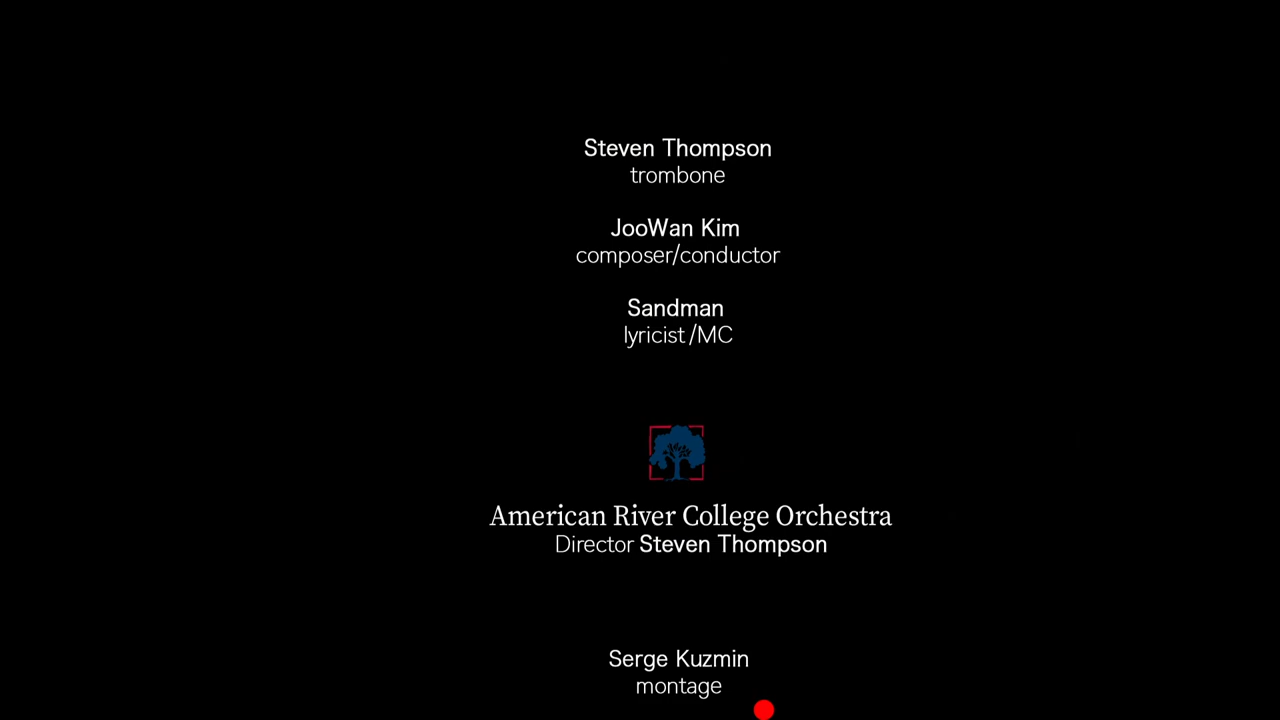 Steven Thompson
trombone
JooWan Kim
composer/conductor
Sandman
lyricist/MC
American River College Orchestra
Director Steven Thompson
Serge Kuzmin
montage